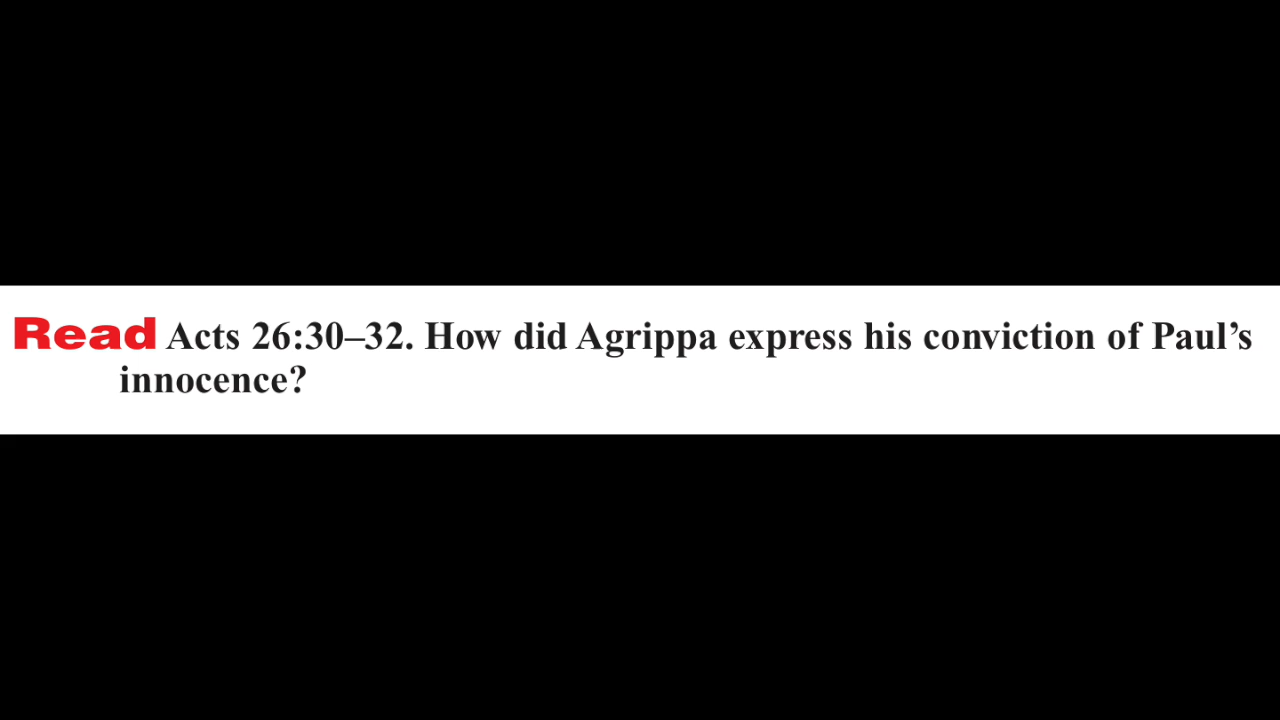 Read Acts 26:30–32. How did Agrippa express his conviction of Paul’s
innocence?